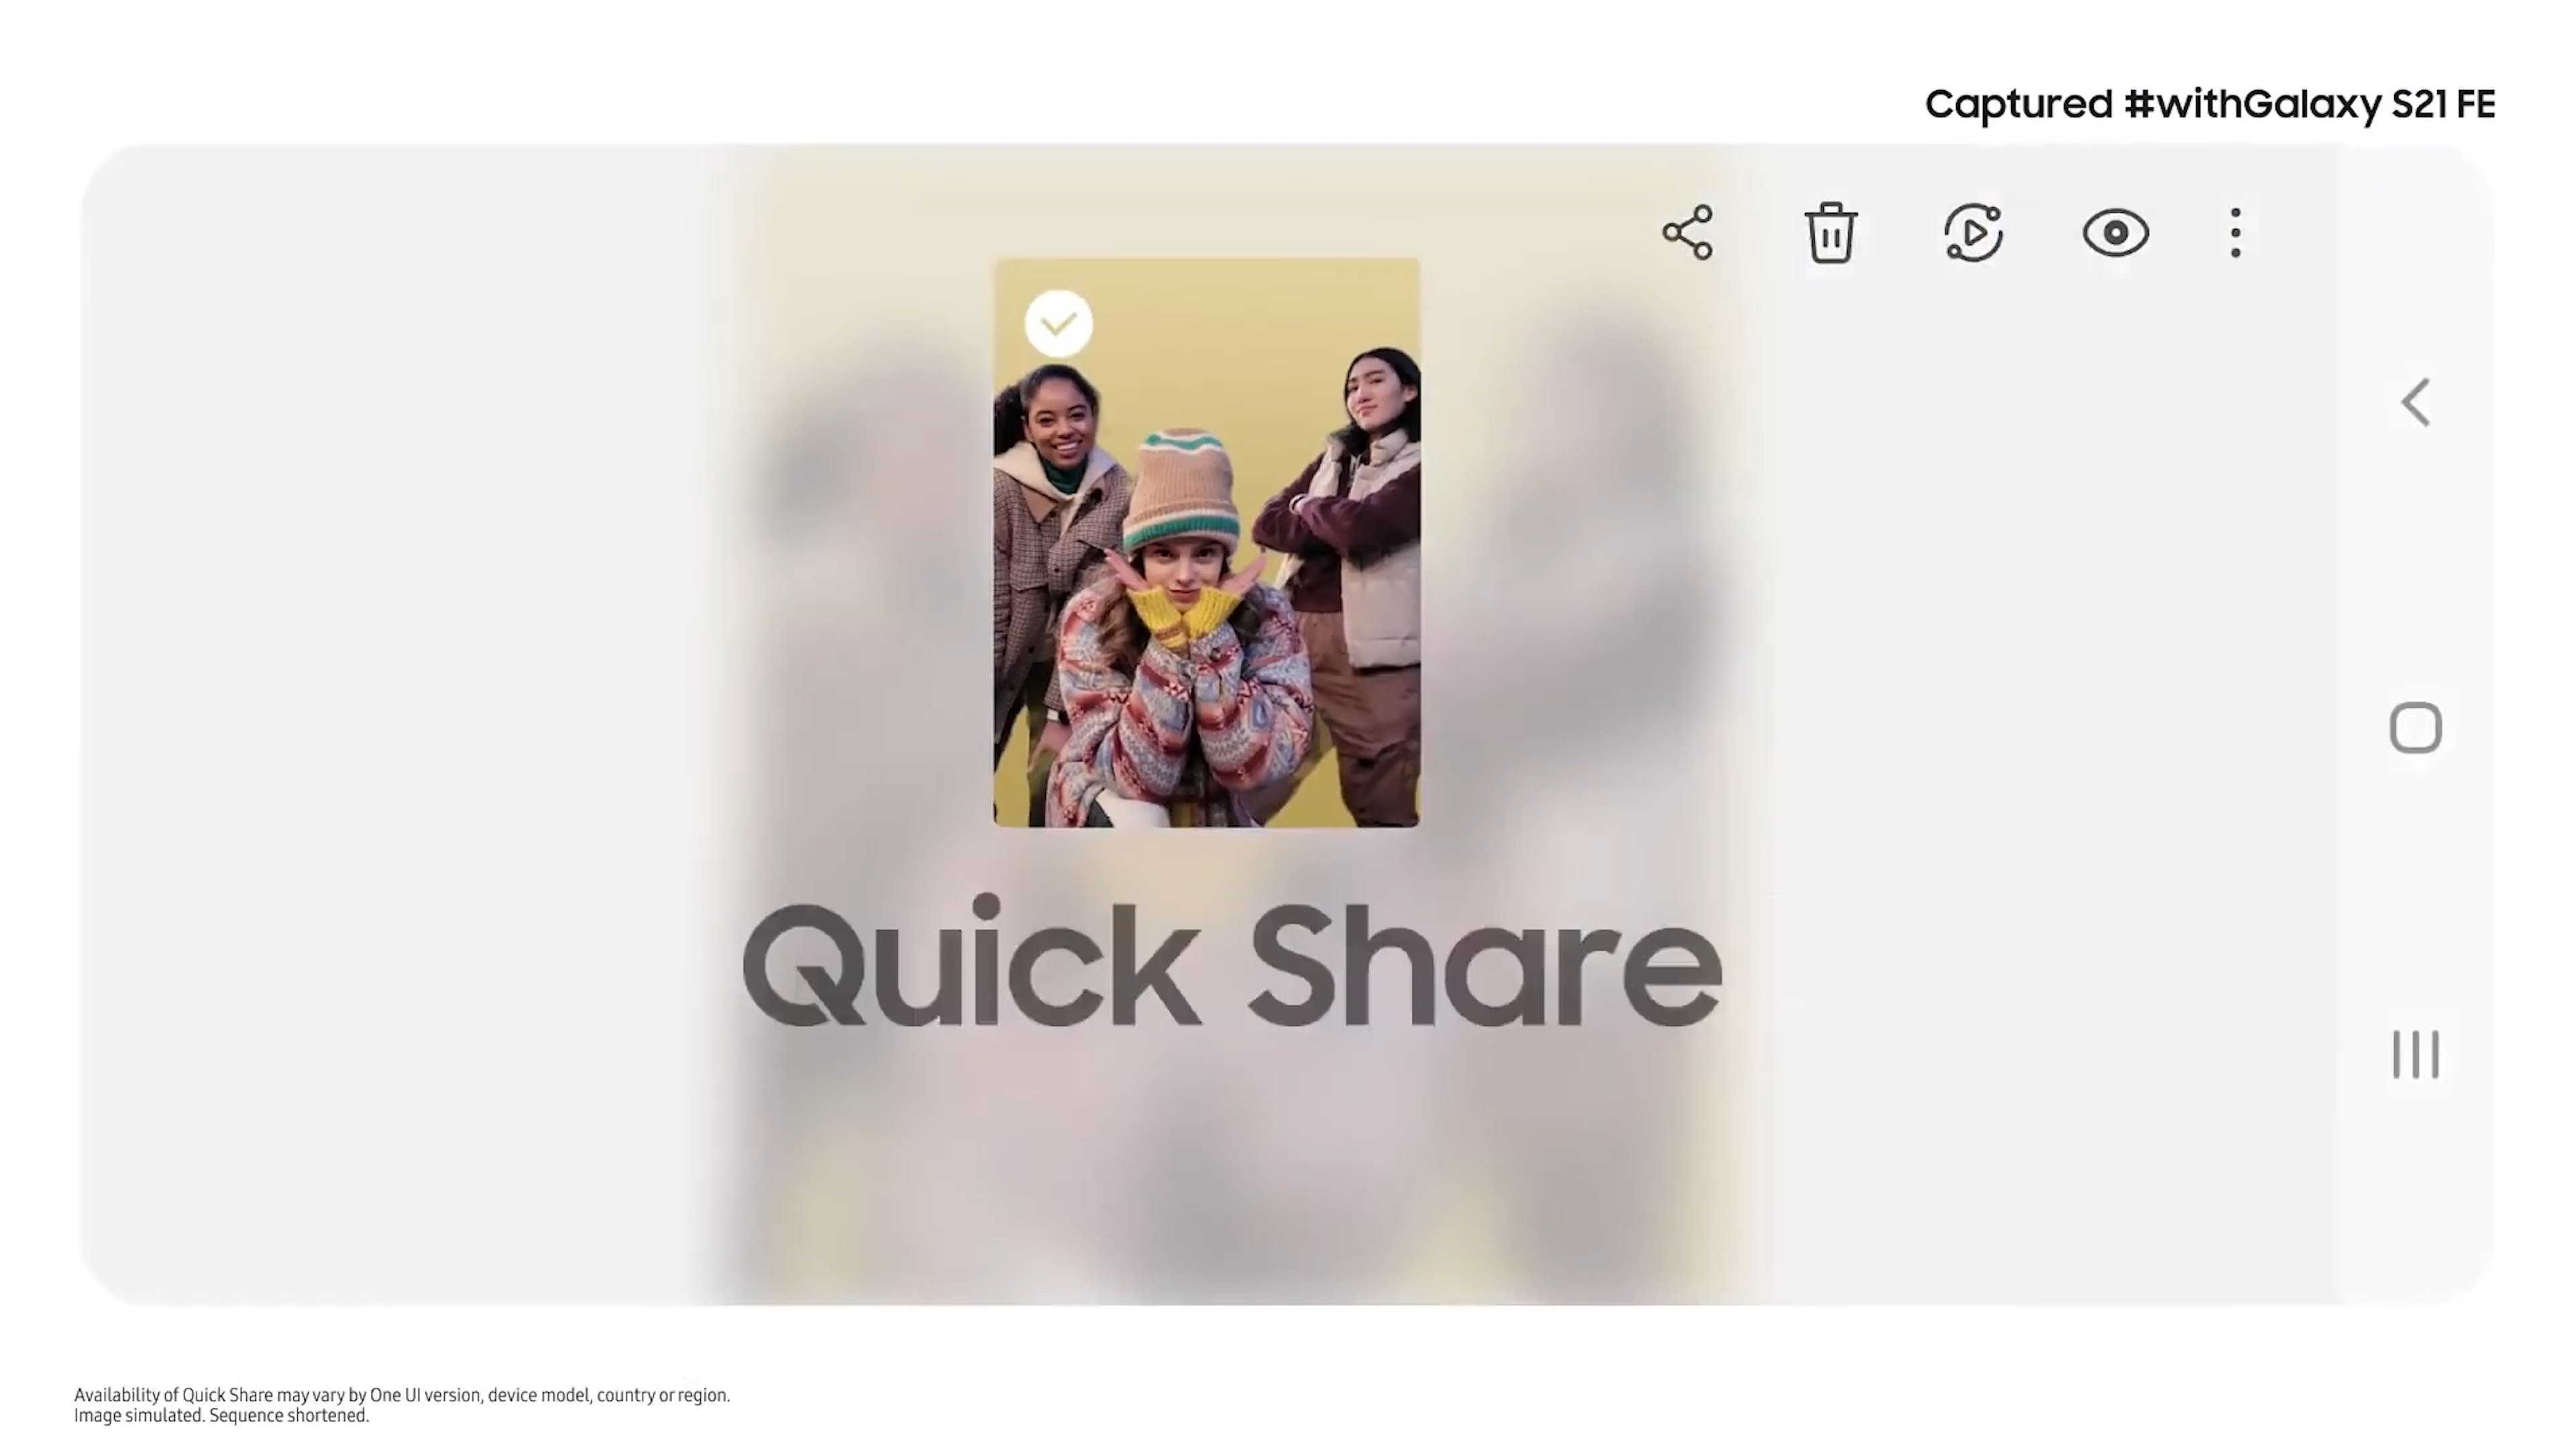 Captured #withGalaxy S21 FE
Quick Share
Availability of Quick Share may vary by One UI version, device model, country or region.
Image simulated. Sequence shortened.